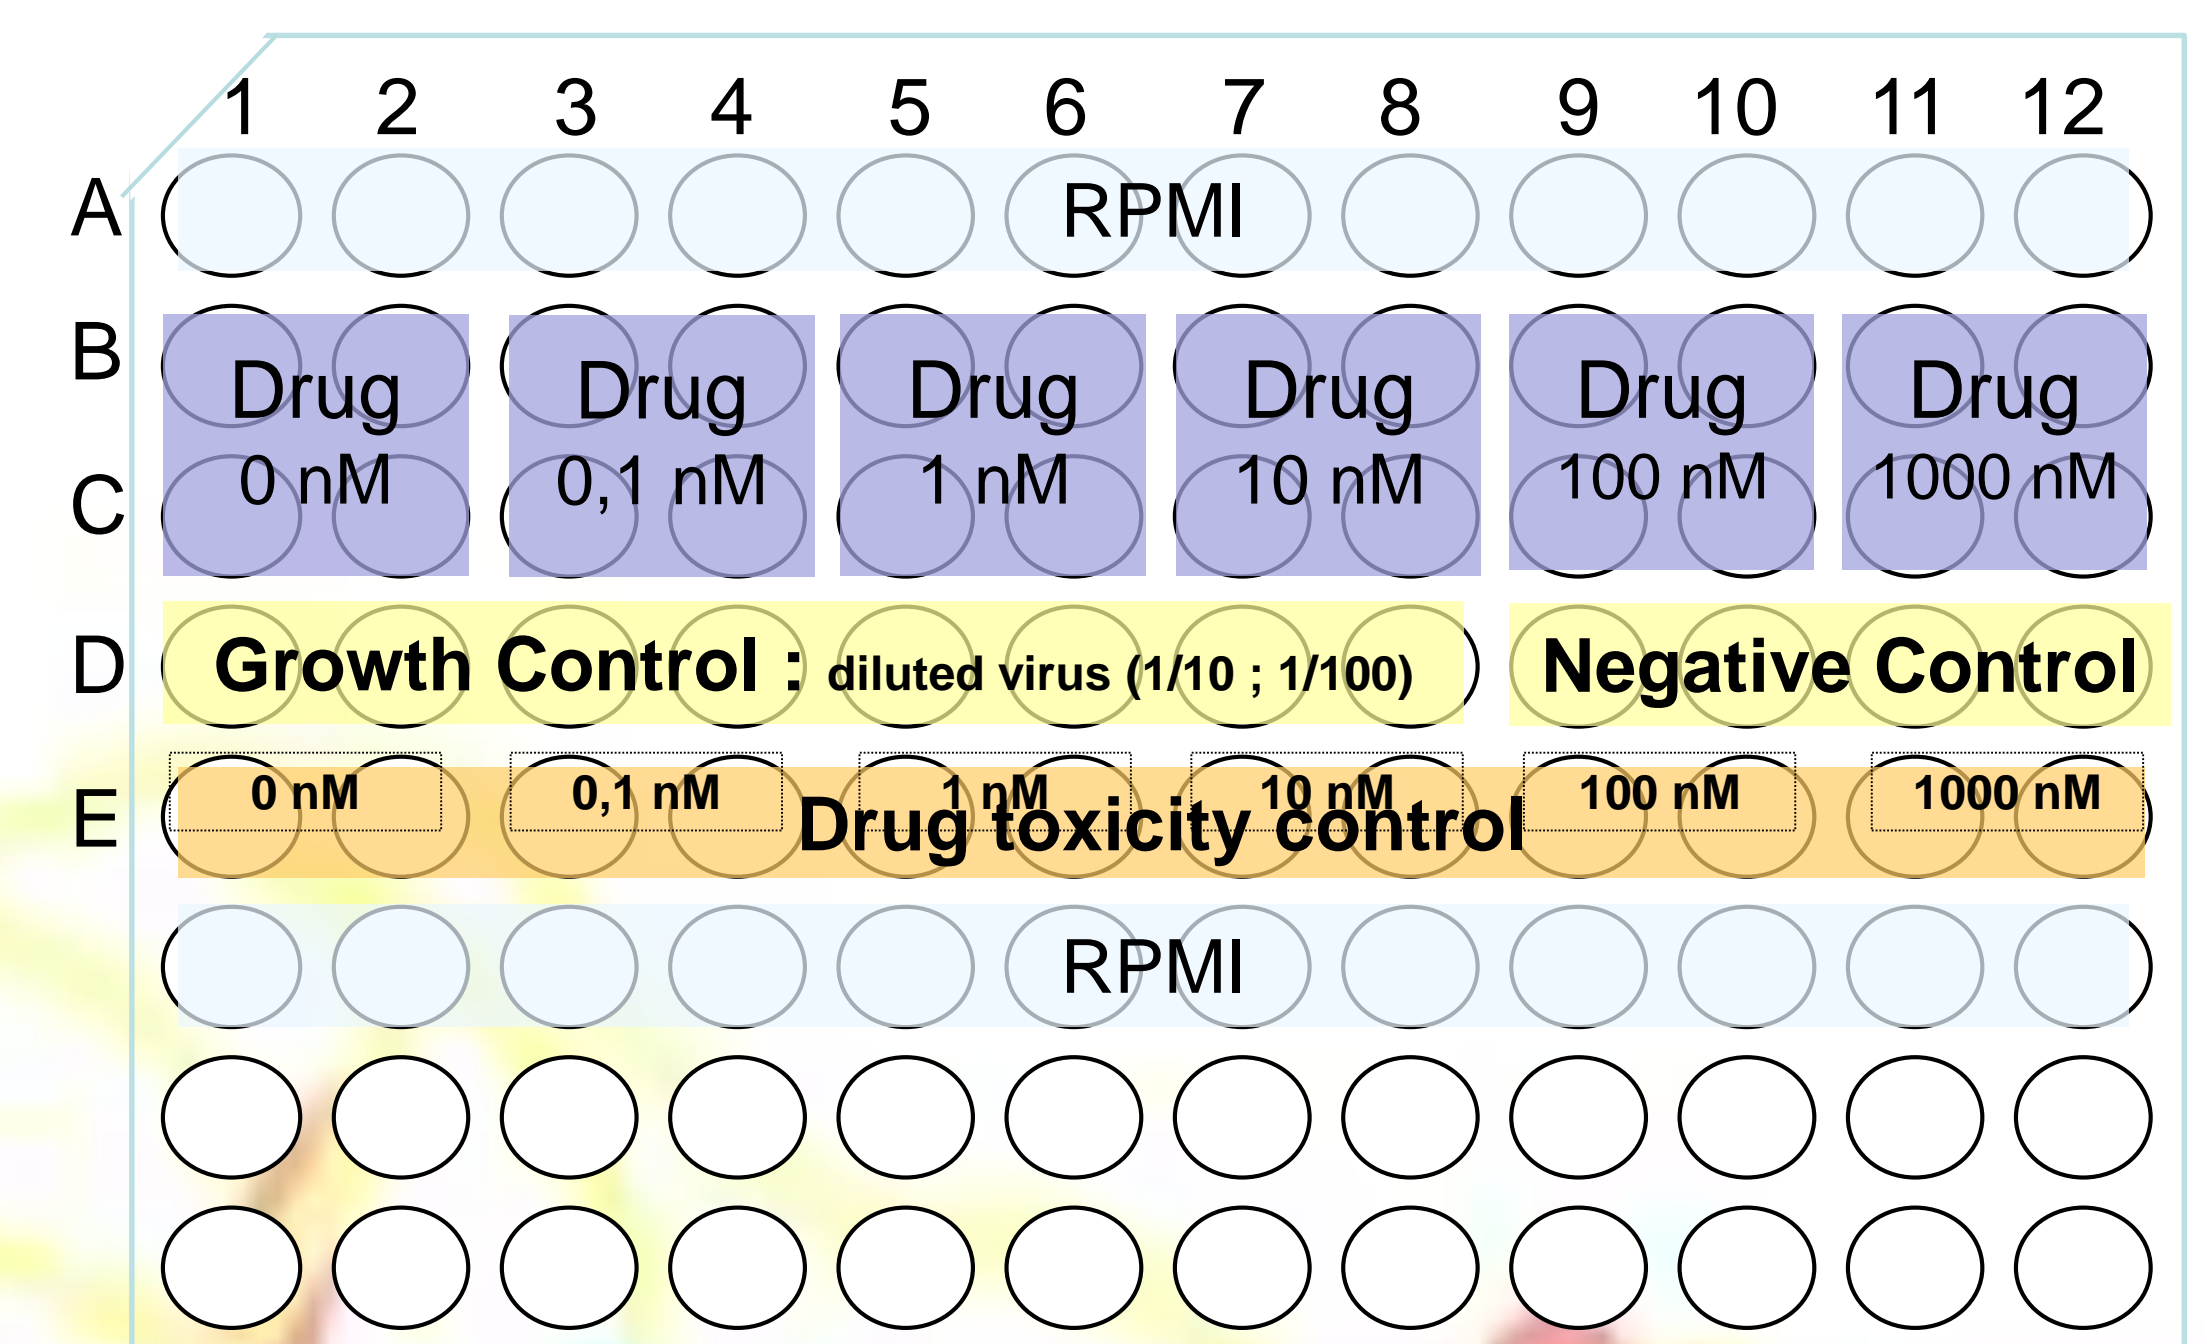 1 2 3 4 5 6 7 8 9 10 11 12
A
RPMI
B
Drug Drug Drug Drug Drug Drug
0 nM 0,1 nM 1 nM 10 nM 100 nM 1000 nM
C
D
Growth Control : diluted virus (1/10 ; 1/100) Negative Control
0 nM 0,1 nM 1 nM 10 nM 100 nM 1000 nM
E
Drug toxicity control
RPMI